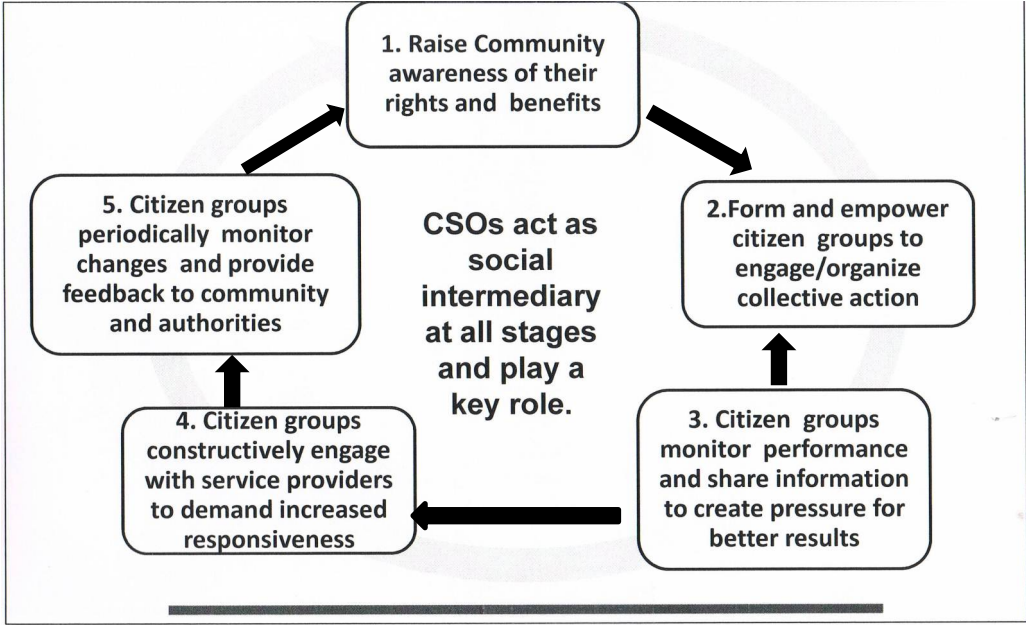 1. Raise Community
awareness of their
rights and benefits
2.Form and empower
citizen groups to
engage/organize
collective action
3. Citizen groups
monitor performance
and share information
to create pressure for
better results
4. Citizen groups
constructively engage
with service providers
to demand increased
responsiveness
5. Citizen groups
periodically monitor
changes and provide
feedback to community
and authorities
CSOs act as
social
intermediary
at all stages
and play a
key role.